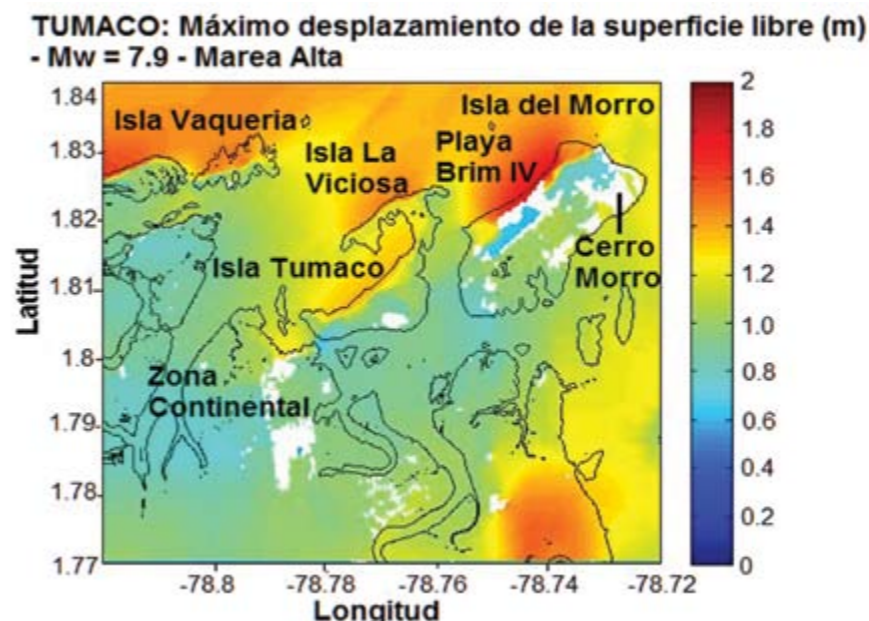 TUMACO: Máximo desplazamiento de la superficie libre (m)
- Mw = 7.9 - Marea Alta
Isla Vaqueria
Isla del Morro
Isla La
Viciosa
Playa
Brim IV
Isla Tumaco
Cerro
Morro
Zona
Continental
Latitud
1.84
1.83
1.82
1.81
1.8
1.79
1.78
1.77
-78.8
-78.78
-78.76
-78.74
-78.72
Longitud
2
1.8
1.6
1.4
1.2
1.0
0.8
0.6
0.4
0.2
0